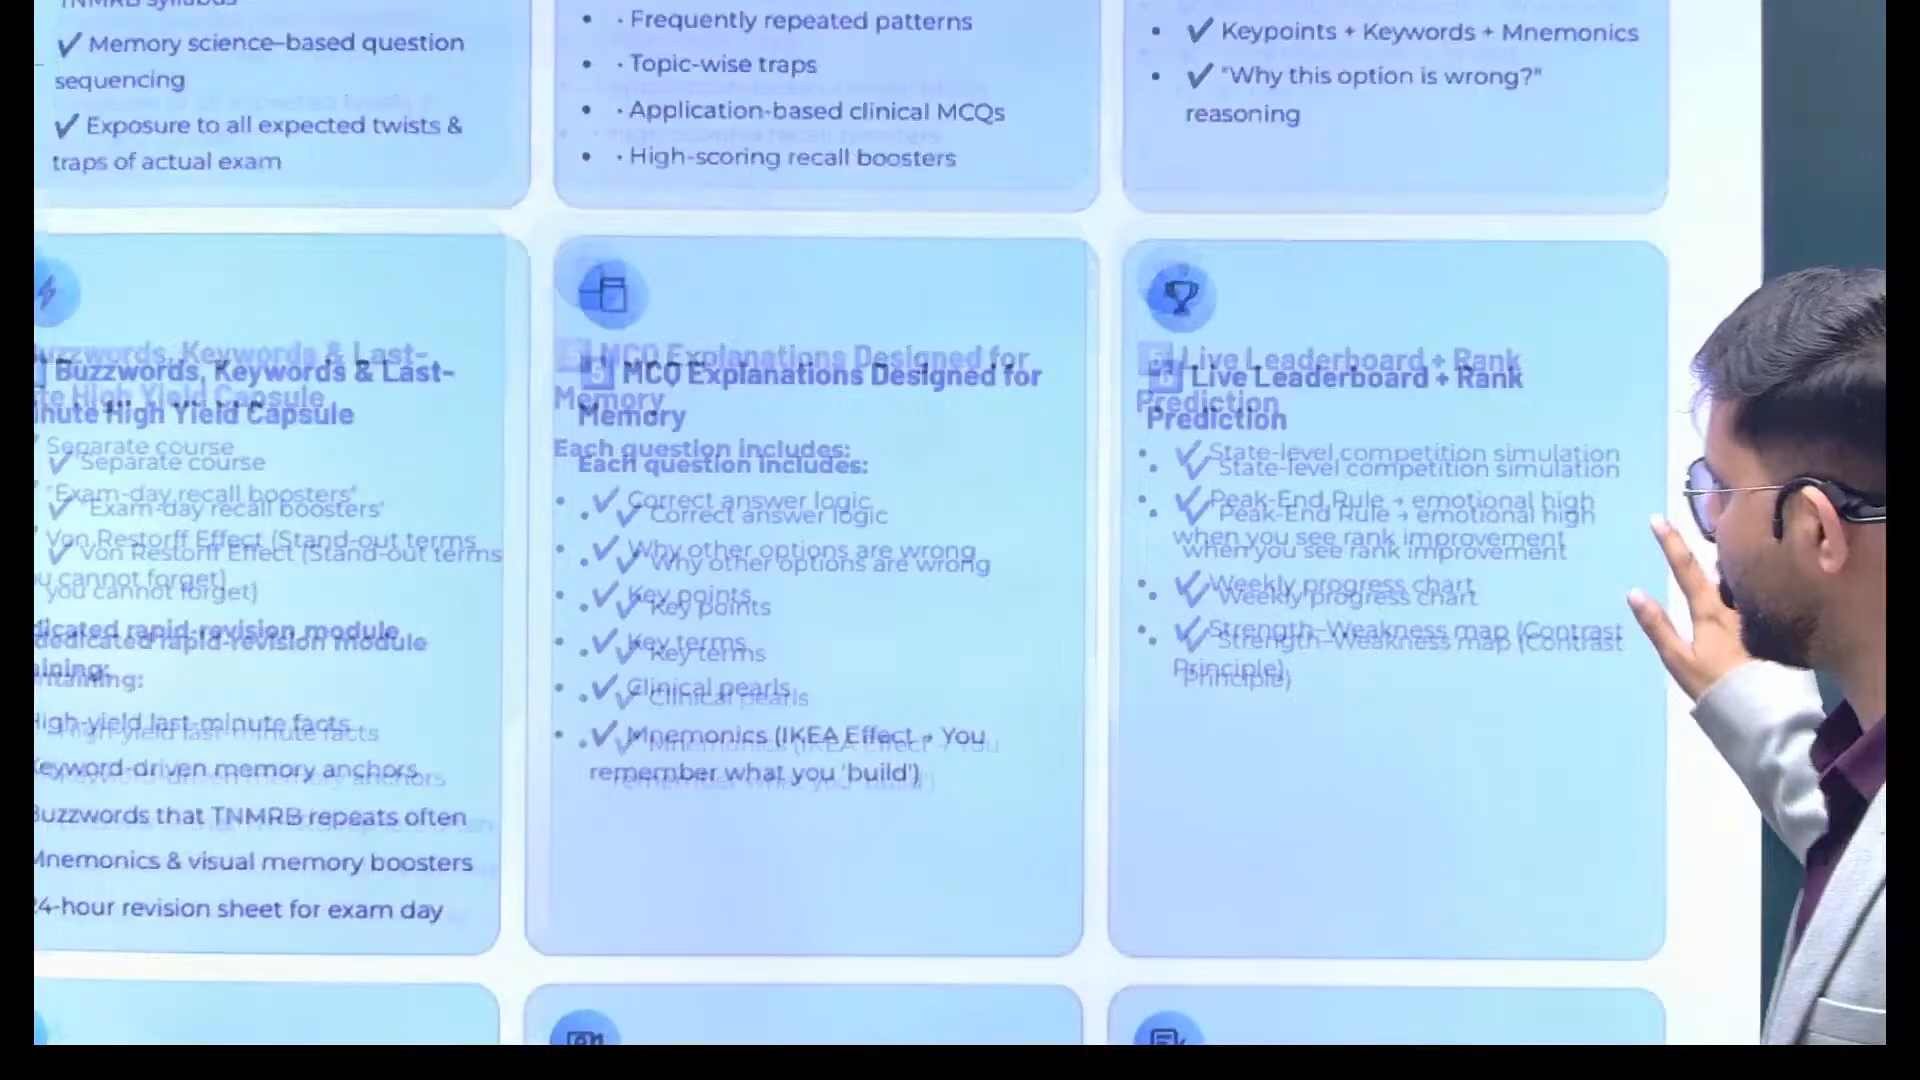 TNMRB syllabus
✔ Memory science–based question
sequencing
✔ Exposure to all expected twists &
traps of actual exam
• · Frequently repeated patterns
• · Topic-wise traps
• · Application-based clinical MCQs
• · High-scoring recall boosters
• ✔ Keypoints + Keywords + Mnemonics
• ✔ "Why this option is wrong?"
reasoning
Buzzwords, Keywords & Last-
inute High Yield Capsule
✔ Separate course
✔ "Exam-day recall boosters"
✔ Von Restorff Effect (Stand-out terms
you cannot forget)
dedicated rapid-revision module
ntaining:
High-yield last-minute facts
Keyword-driven memory anchors
Buzzwords that TNMRB repeats often
Mnemonics & visual memory boosters
24-hour revision sheet for exam day
5 MCQ Explanations Designed for
Memory
Each question includes:
• ✔ Correct answer logic
• ✔ Why other options are wrong
• ✔ Key points
• ✔ Key terms
• ✔ Clinical pearls
• ✔ Mnemonics (IKEA Effect → You
remember what you 'build')
6 Live Leaderboard + Rank
Prediction
• ✔ State-level competition simulation
• ✔ Peak-End Rule → emotional high
when you see rank improvement
• ✔ Weekly progress chart
• ✔ Strength–Weakness map (Contrast
Principle)